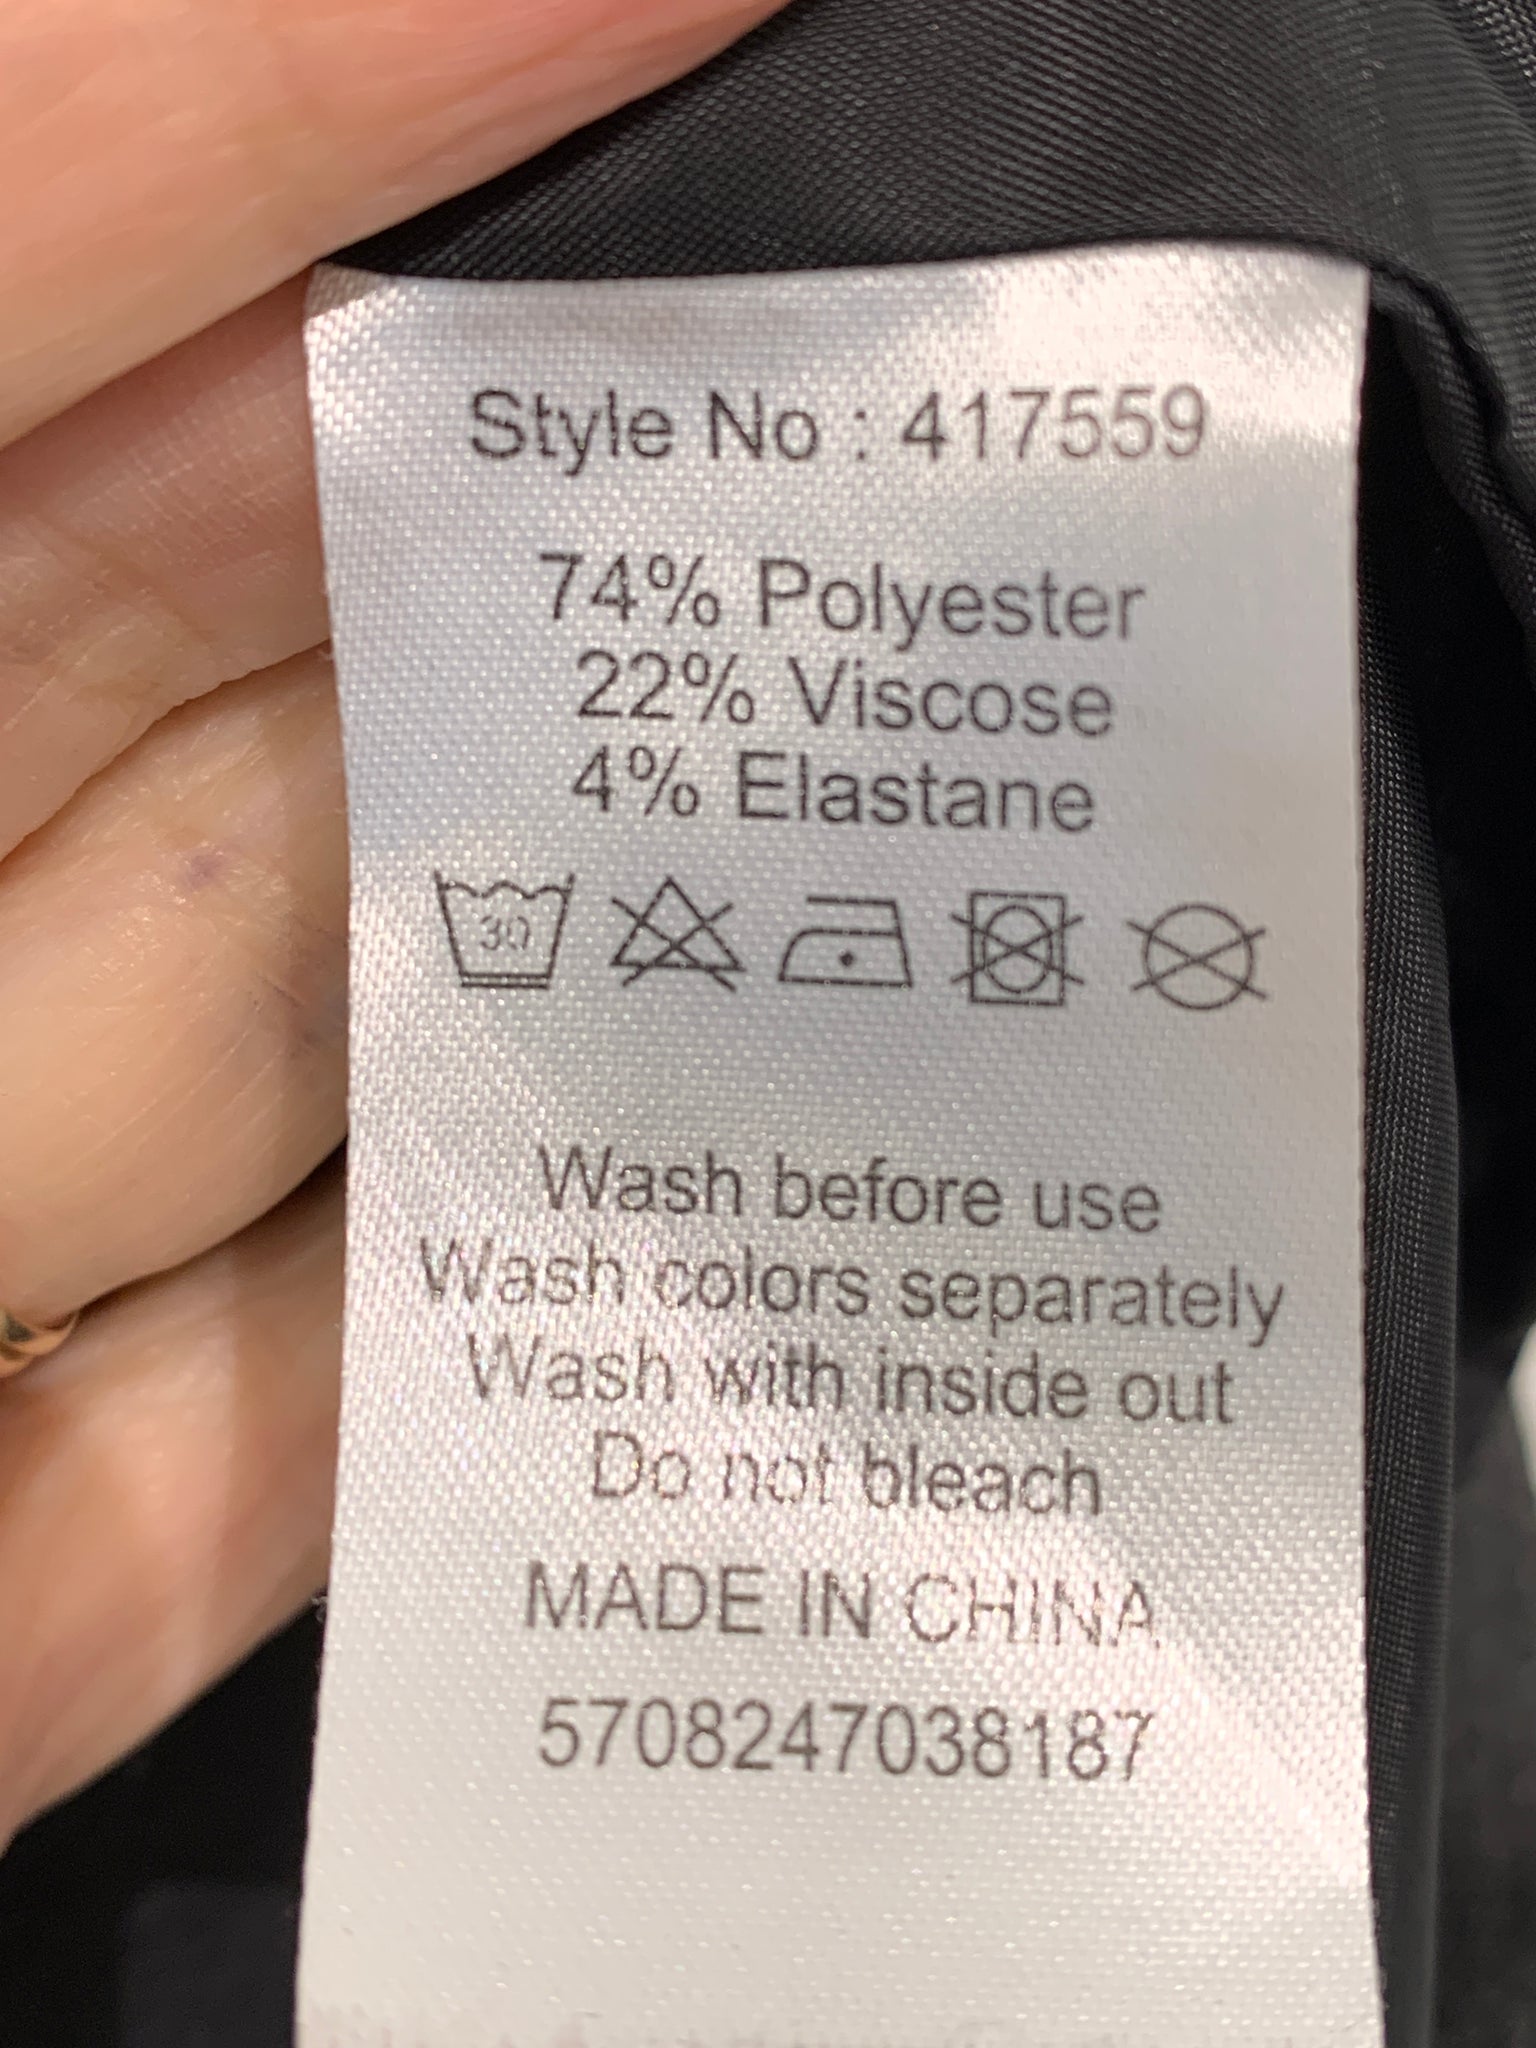 Style No : 417559
74% Polyester
22% Viscose
4% Elastane
30
Wash before use
Wash colors separately
Wash with inside out
Do not bleach
MADE IN CHINA
5708247038187